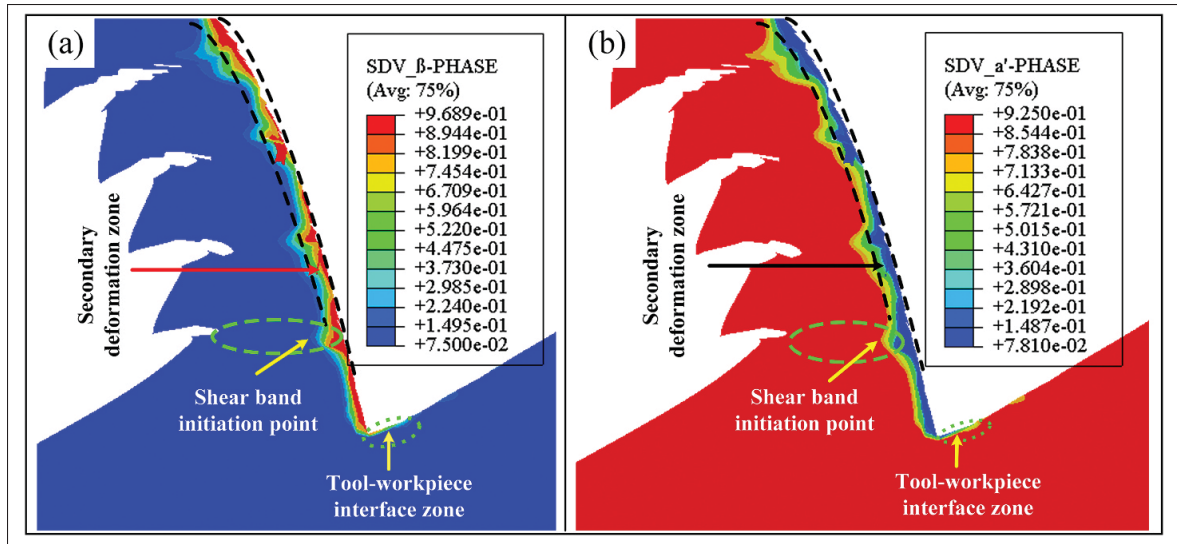 (a)
SDV_ß-PHASE
(Avg: 75%)
+9.689e-01
+8.944e-01
+8.199e-01
+7.454e-01
+6.709e-01
+5.964e-01
+5.220e-01
+4.475e-01
+3.730e-01
+2.985e-01
+2.240e-01
+1.495e-01
+7.500e-02
Secondary
deformation zone
Shear band
initiation point
Tool-workpiece
interface zone
(b)
SDV_a'-PHASE
(Avg: 75%)
+9.250e-01
+8.544e-01
+7.838e-01
+7.133e-01
+6.427e-01
+5.721e-01
+5.015e-01
+4.310e-01
+3.604e-01
+2.898e-01
+2.192e-01
+1.487e-01
+7.810e-02
Secondary
deformation zone
Shear band
initiation point
Tool-workpiece
interface zone